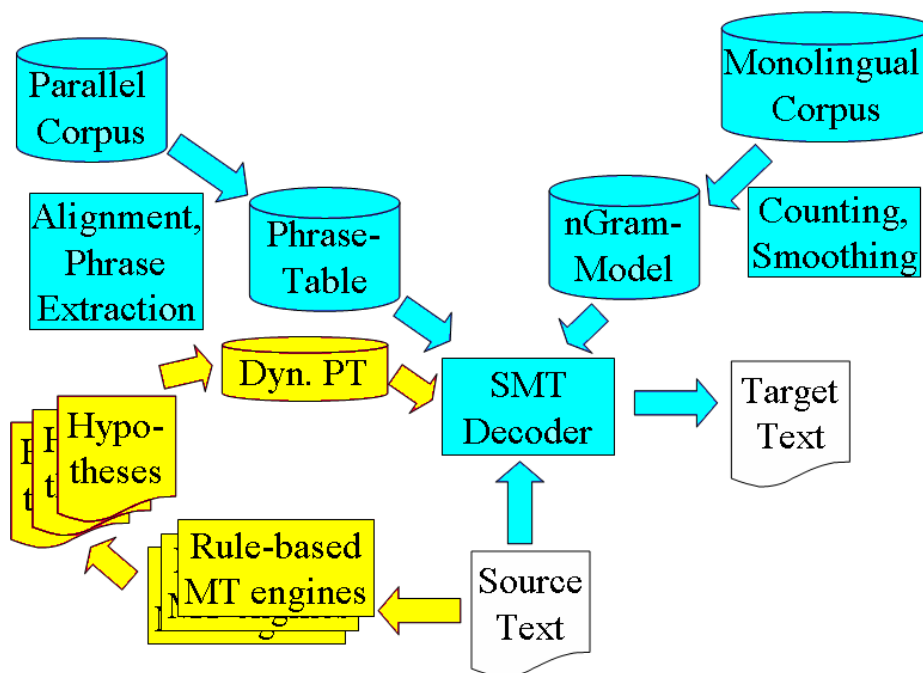 Parallel
Corpus
Monolingual
Corpus
Alignment,
Phrase
Extraction
Phrase-
Table
nGram-
Model
Counting,
Smoothing
Dyn. PT
SMT
Decoder
Target
Text
Hypo-
theses
Rule-based
MT engines
Source
Text